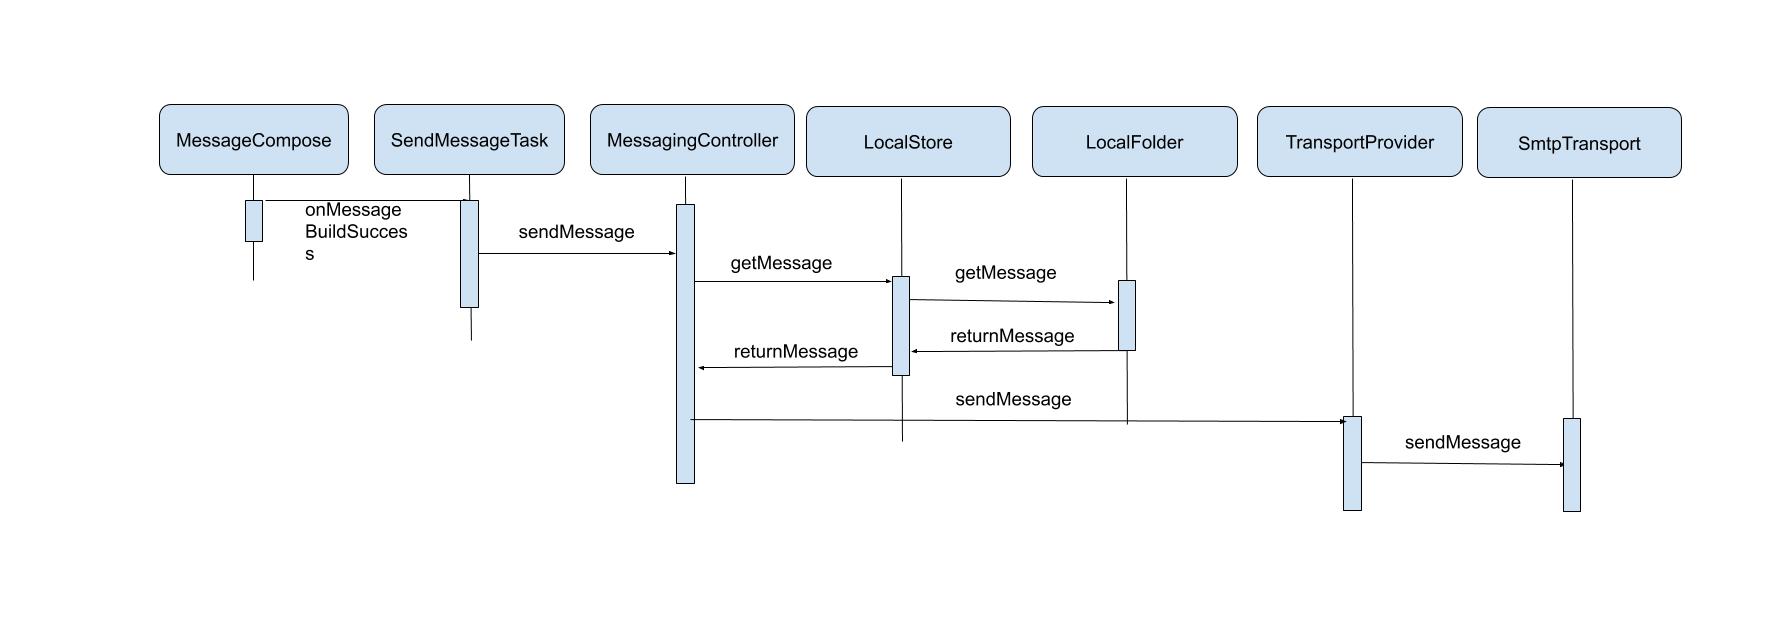 MessageCompose
SendMessageTask
MessagingController
LocalStore
LocalFolder
TransportProvider
SmtpTransport
onMessage
BuildSucces
s
sendMessage
getMessage
getMessage
returnMessage
returnMessage
sendMessage
sendMessage